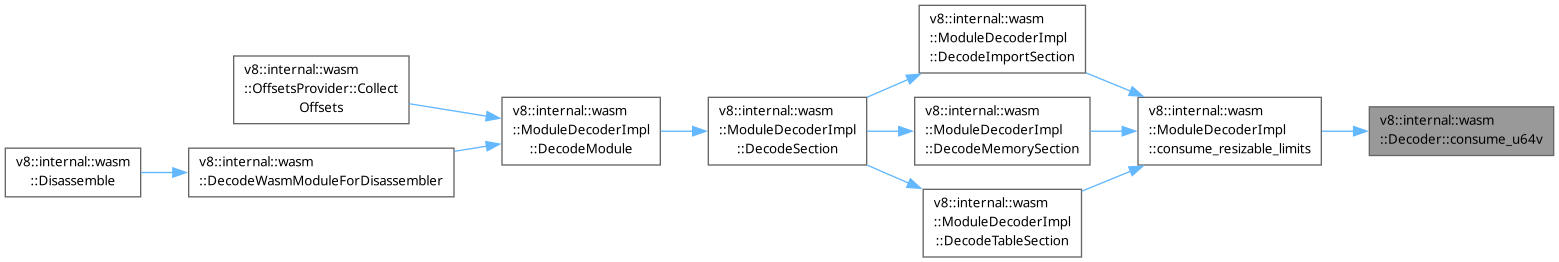 v8::internal::wasm
::Disassemble
v8::internal::wasm
::OffsetsProvider::Collect
Offsets
v8::internal::wasm
::DecodeWasmModuleForDisassembler
v8::internal::wasm
::ModuleDecoderImpl
::DecodeModule
v8::internal::wasm
::ModuleDecoderImpl
::DecodeSection
v8::internal::wasm
::ModuleDecoderImpl
::DecodeImportSection
v8::internal::wasm
::ModuleDecoderImpl
::DecodeMemorySection
v8::internal::wasm
::ModuleDecoderImpl
::DecodeTableSection
v8::internal::wasm
::ModuleDecoderImpl
::consume_resizable_limits
v8::internal::wasm
::Decoder::consume_u64v